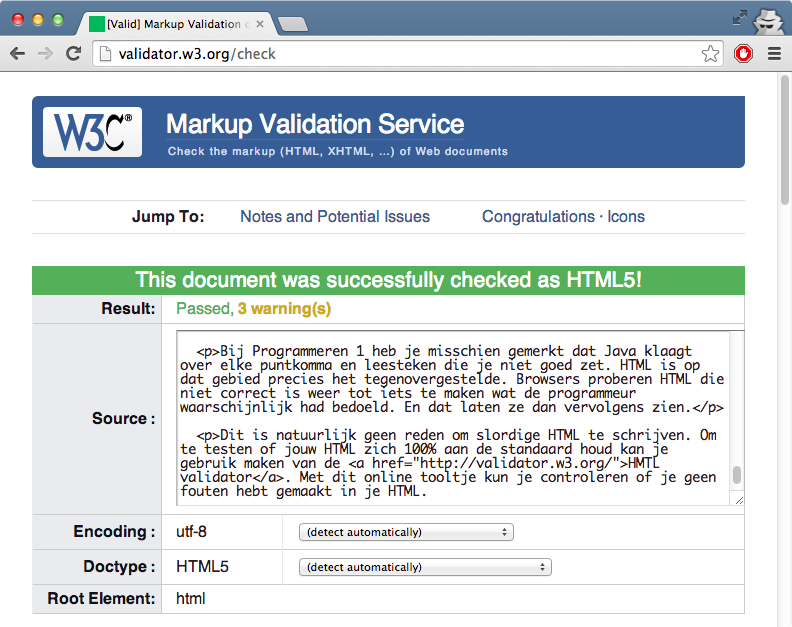 [Valid] Markup Validation
validator.w3.org/check
W3C®
Markup Validation Service
Check the markup (HTML, XHTML, …) of Web documents
Jump To: Notes and Potential Issues Congratulations · Icons
This document was successfully checked as HTML5!
Result: Passed, 3 warning(s)
Source :
<p>Bij Programmeren 1 heb je misschien gemerkt dat Java klaagt
over elke puntkomma en leesteken die je niet goed zet. HTML is op
dat gebied precies het tegenovergestelde. Browsers proberen HTML die
niet correct is weer tot iets te maken wat de programmeur
waarschijnlijk had bedoeld. En dat laten ze dan vervolgens zien.</p>
<p>Dit is natuurlijk geen reden om slordige HTML te schrijven. Om
te testen of jouw HTML zich 100% aan de standaard houd kan je
gebruik maken van de <a href="http://validator.w3.org/">HMTL
validator</a>. Met dit online tooltje kun je controleren of je geen
fouten hebt gemaakt in je HTML.
Encoding : utf-8 (detect automatically)
Doctype : HTML5 (detect automatically)
Root Element: html